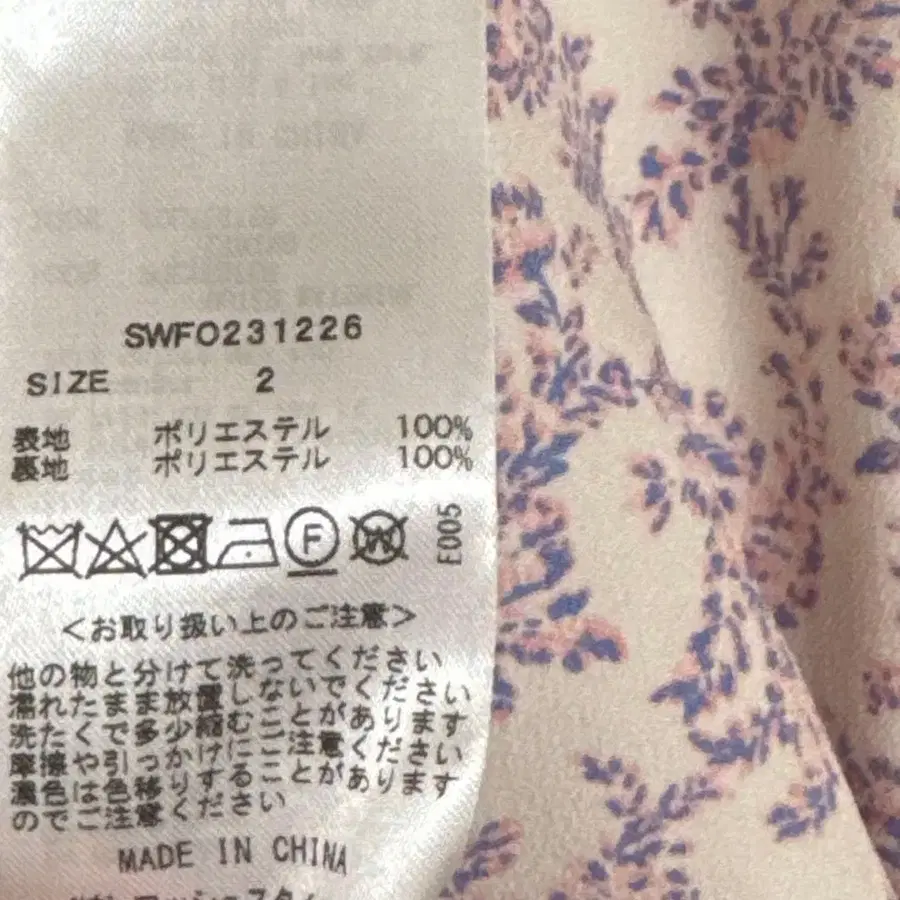 SWFO231226
SIZE 2
表地 ポリエステル 100%
裏地 ポリエステル 100%
F W E005
<お取り扱い上のご注意>
他の物と分けて洗ってください
濡れたまま放置しないでください
洗たくで多少縮むことがあります
摩擦や引っかけにご注意ください
濃色は色移りすることがあります
のでご注意ください
MADE IN CHINA